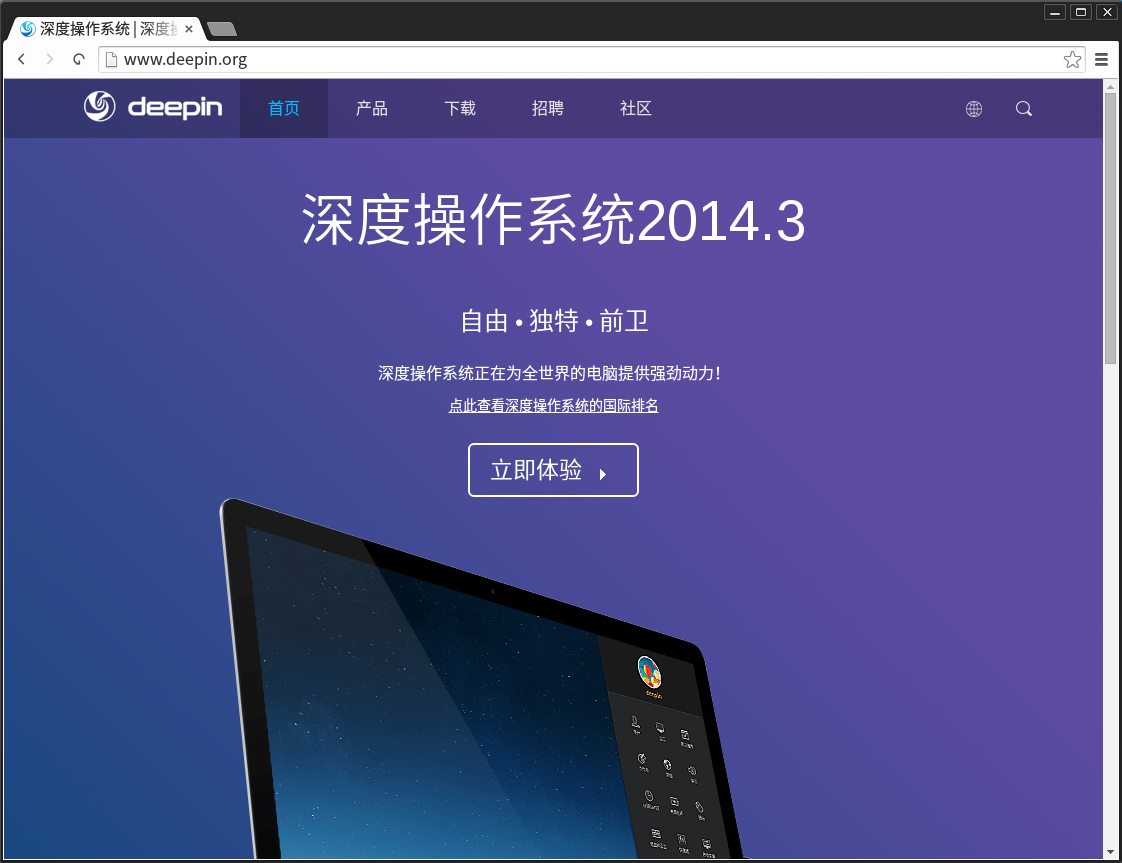 深度操作系统 | 深度
www.deepin.org
deepin 首页 产品 下载 招聘 社区
深度操作系统2014.3
自由 • 独特 • 前卫
深度操作系统正在为全世界的电脑提供强劲动力！
点此查看深度操作系统的国际排名
立即体验
deepin